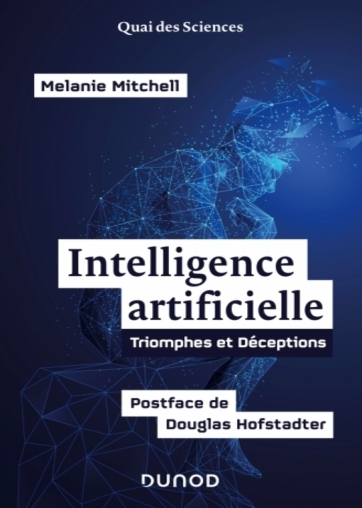 Quai des Sciences
Melanie Mitchell
Intelligence
artificielle
Triomphes et Déceptions
Postface de
Douglas Hofstadter
DUNOD